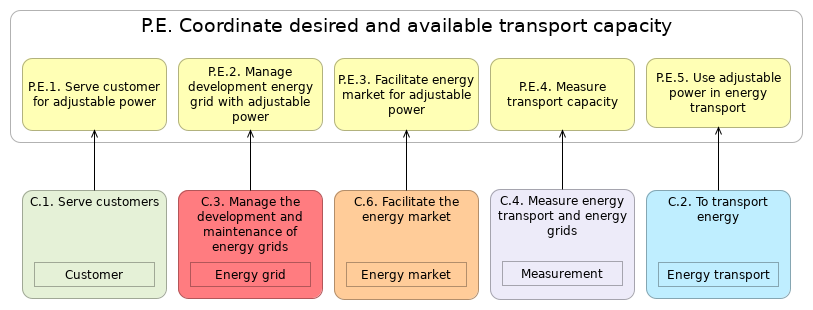 P.E. Coordinate desired and available transport capacity
P.E.1. Serve customer
for adjustable power
P.E.2. Manage
development energy
grid with adjustable
power
P.E.3. Facilitate energy
market for adjustable
power
P.E.4. Measure
transport capacity
P.E.5. Use adjustable
power in energy
transport
C.1. Serve customers
Customer
C.3. Manage the
development and
maintenance of
energy grids
Energy grid
C.6. Facilitate the
energy market
Energy market
C.4. Measure energy
transport and energy
grids
Measurement
C.2. To transport
energy
Energy transport